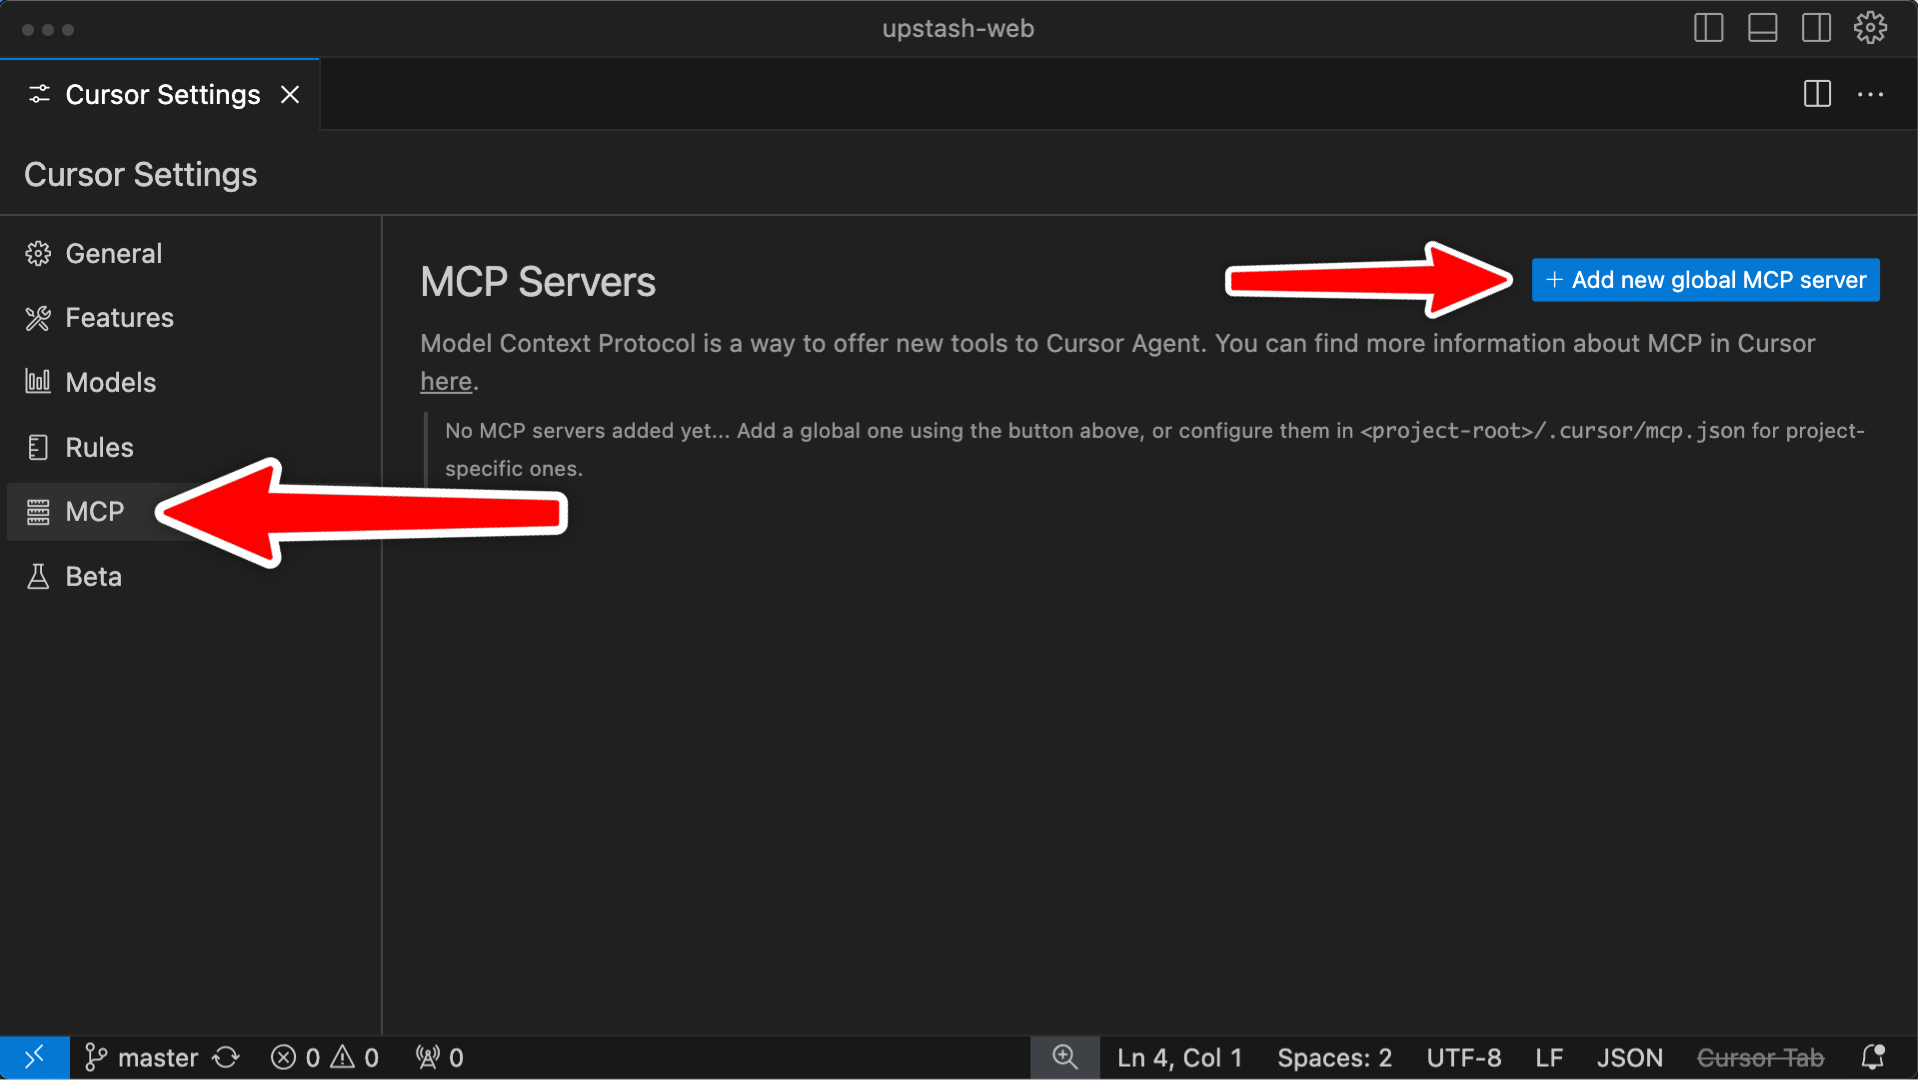 upstash-web
Cursor Settings
Cursor Settings
General
Features
Models
Rules
MCP
Beta
MCP Servers
+ Add new global MCP server
Model Context Protocol is a way to offer new tools to Cursor Agent. You can find more information about MCP in Cursor
here.
No MCP servers added yet... Add a global one using the button above, or configure them in <project-root>/.cursor/mcp.json for project-
specific ones.
master 0 0 0 Ln 4, Col 1 Spaces: 2 UTF-8 LF JSON Cursor Tab